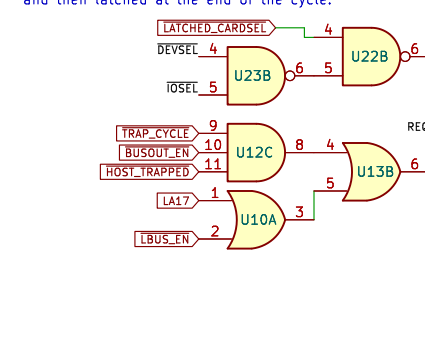 and then latched at the end of the cycle.
LATCHED_CARDSEL 4
DEVSEL 4 U22B 6
U23B 6 5
IOSEL 5
TRAP_CYCLE 9 REQ
BUSOUT_EN 10 U12C 8 4
HOST_TRAPPED 11 U13B 6
LA17 1 5
U10A 3
LBUS_EN 2